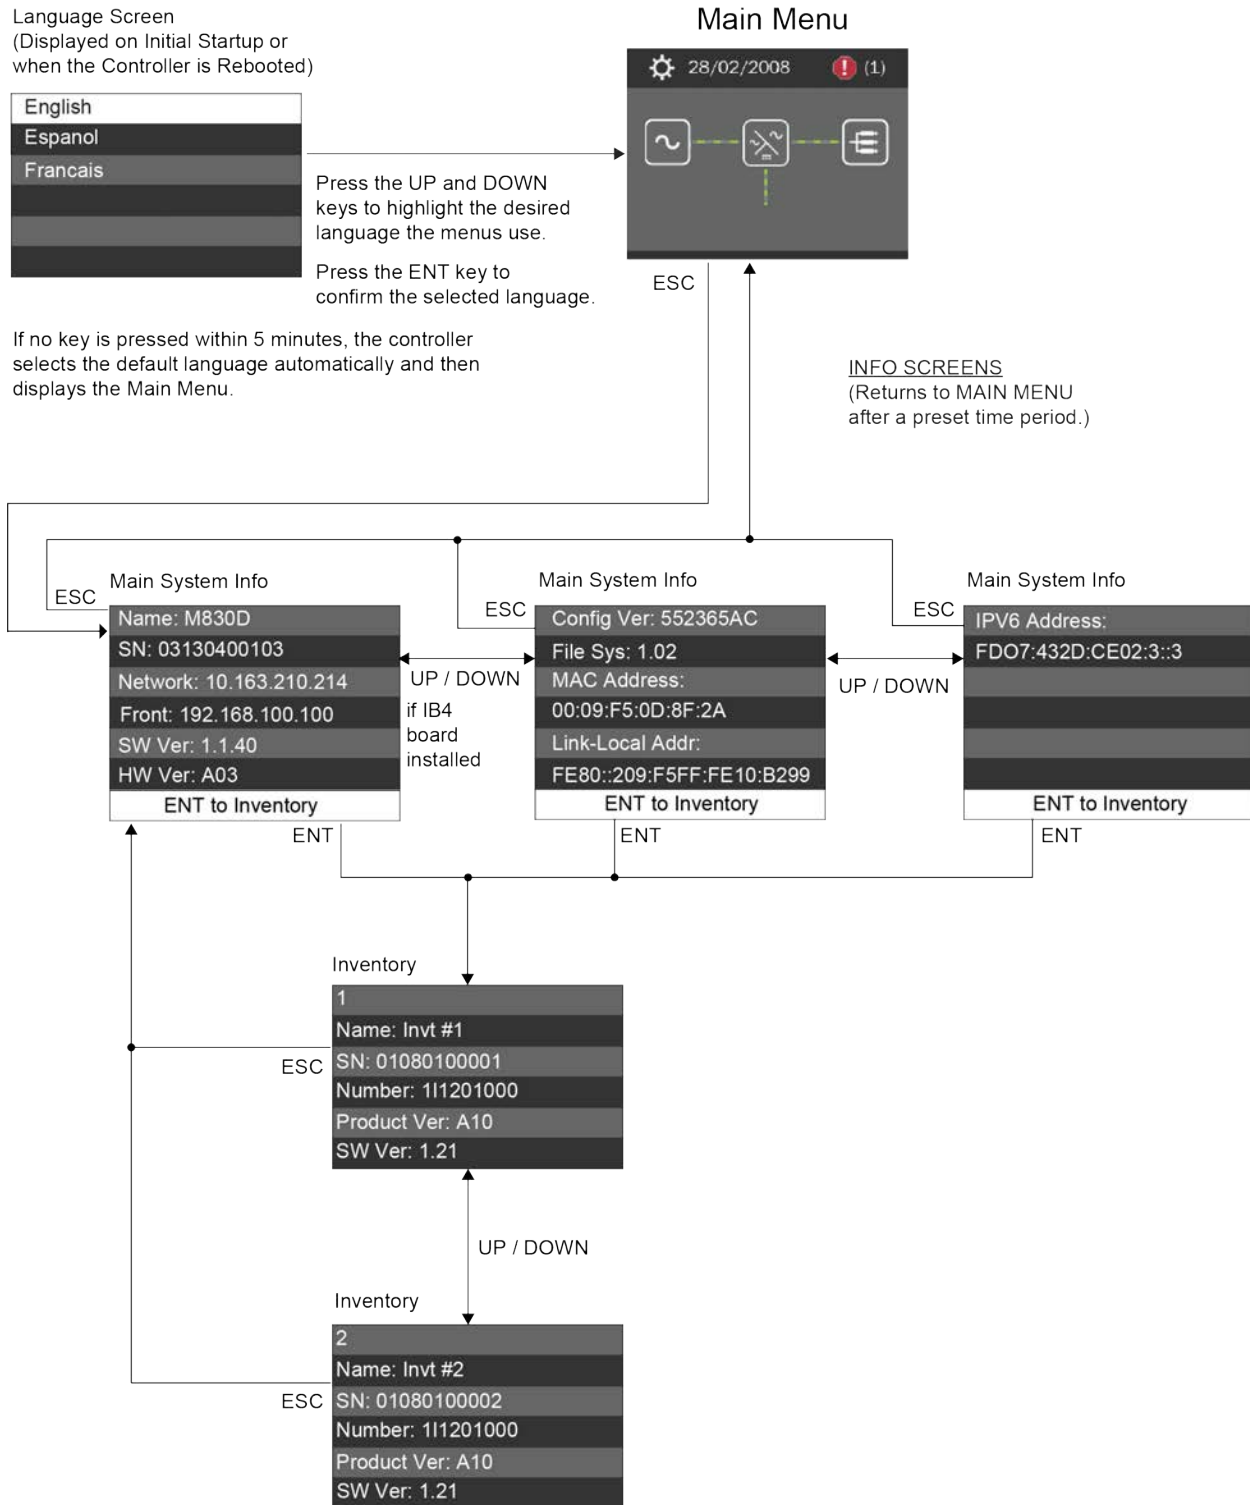 Language Screen
(Displayed on Initial Startup or
when the Controller is Rebooted)
English
Espanol
Francais
Press the UP and DOWN
keys to highlight the desired
language the menus use.
Press the ENT key to
confirm the selected language.
If no key is pressed within 5 minutes, the controller
selects the default language automatically and then
displays the Main Menu.
Main Menu
28/02/2008 (1)
ESC
INFO SCREENS
(Returns to MAIN MENU
after a preset time period.)
Main System Info
ESC
Name: M830D
SN: 03130400103
Network: 10.163.210.214
Front: 192.168.100.100
SW Ver: 1.1.40
HW Ver: A03
ENT to Inventory
ENT
UP / DOWN
if IB4
board
installed
Main System Info
ESC
Config Ver: 552365AC
File Sys: 1.02
MAC Address:
00:09:F5:0D:8F:2A
Link-Local Addr:
FE80::209:F5FF:FE10:B299
ENT to Inventory
ENT
UP / DOWN
Main System Info
ESC
IPV6 Address:
FDO7:432D:CE02:3::3
ENT to Inventory
ENT
Inventory
1
Name: Invt #1
ESC
SN: 01080100001
Number: 1I1201000
Product Ver: A10
SW Ver: 1.21
UP / DOWN
Inventory
2
Name: Invt #2
ESC
SN: 01080100002
Number: 1I1201000
Product Ver: A10
SW Ver: 1.21